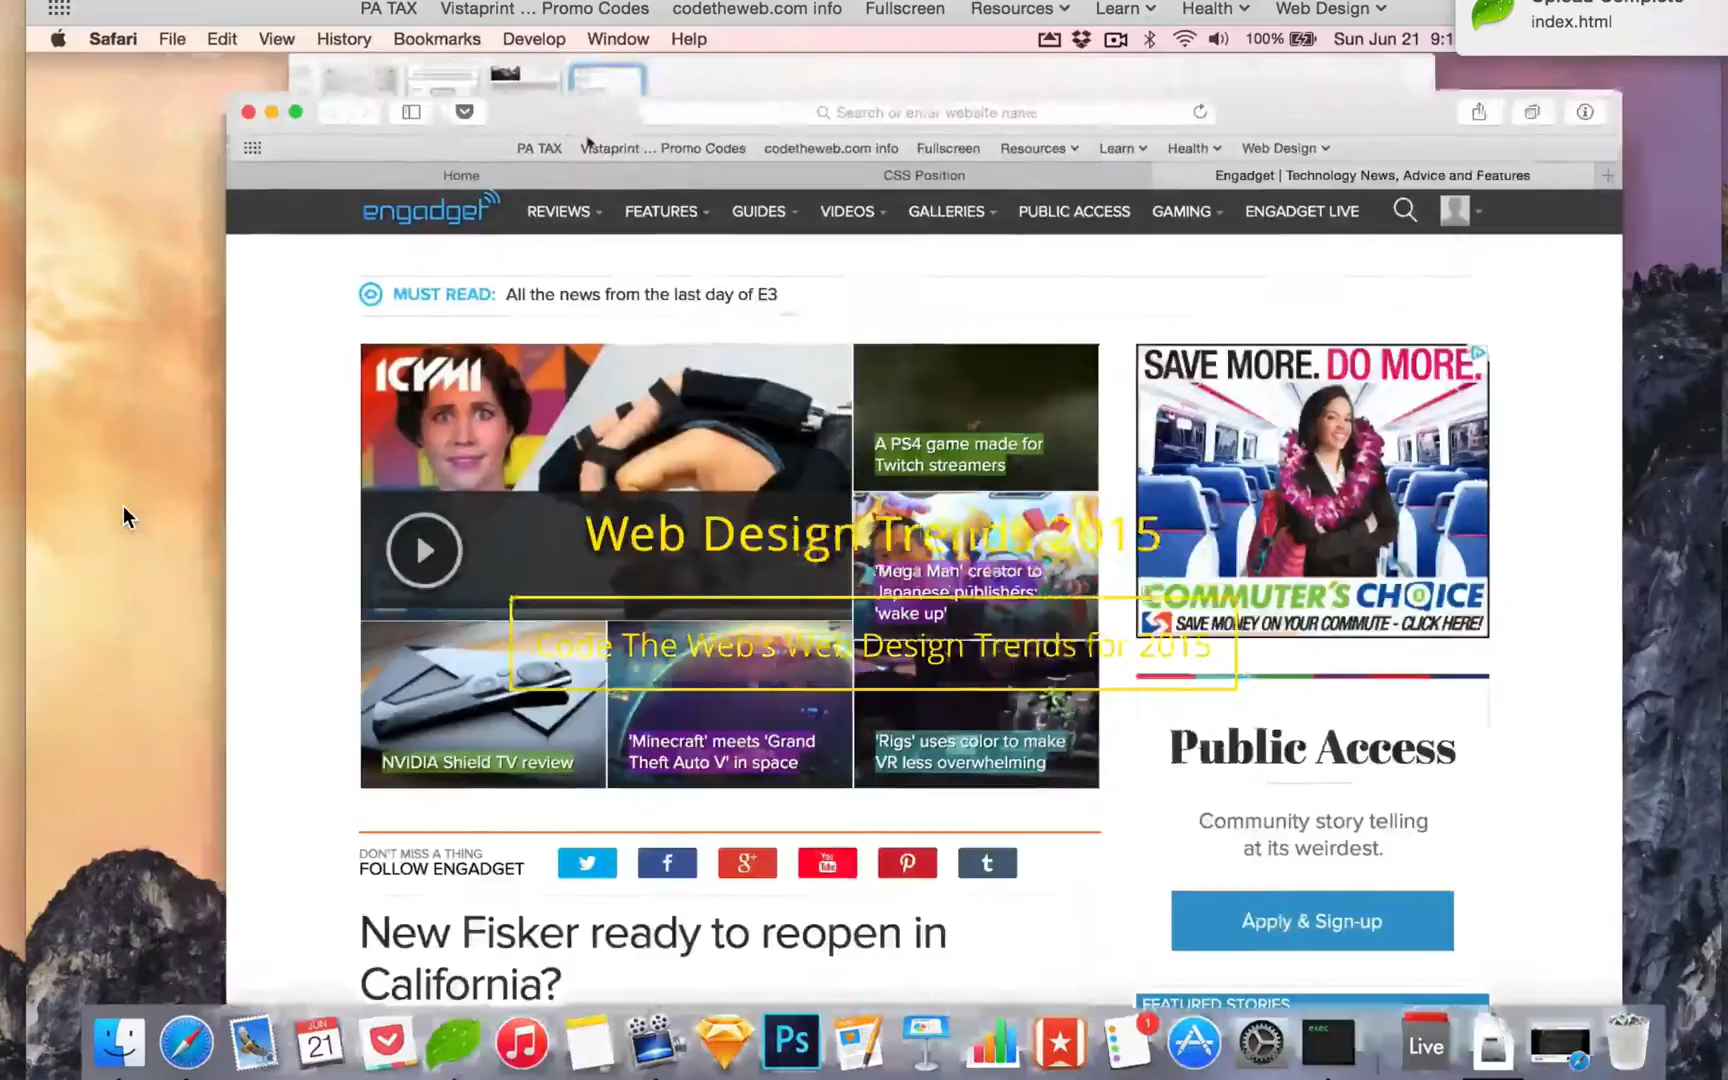 PA TAX Vistaprint ... Promo Codes codetheweb.com info Fullscreen Resources Learn Health Web Design
index.html
Safari File Edit View History Bookmarks Develop Window Help 100% Sun Jun 21 9:1
Search or enter website name
PA TAX Vistaprint ... Promo Codes codetheweb.com info Fullscreen Resources Learn Health Web Design
Home CSS Position Engadget | Technology News, Advice and Features
engadget REVIEWS FEATURES GUIDES VIDEOS GALLERIES PUBLIC ACCESS GAMING ENGADGET LIVE
MUST READ: All the news from the last day of E3
ICYMI
A PS4 game made for
Twitch streamers
SAVE MORE. DO MORE.
Web Design Trends 2015
'Mega Man' creator to
Japanese publishers:
'wake up'
COMMUTER'S CHOICE
SAVE MONEY ON YOUR COMMUTE - CLICK HERE!
Code The Web's Web Design Trends for 2015
NVIDIA Shield TV review
'Minecraft' meets 'Grand
Theft Auto V' in space
'Rigs' uses color to make
VR less overwhelming
Public Access
Community story telling
at its weirdest.
Apply & Sign-up
DON'T MISS A THING
FOLLOW ENGADGET
You
Tube
New Fisker ready to reopen in
California?
FEATURED STORIES
JUN
21
Ps
1
exec
Live